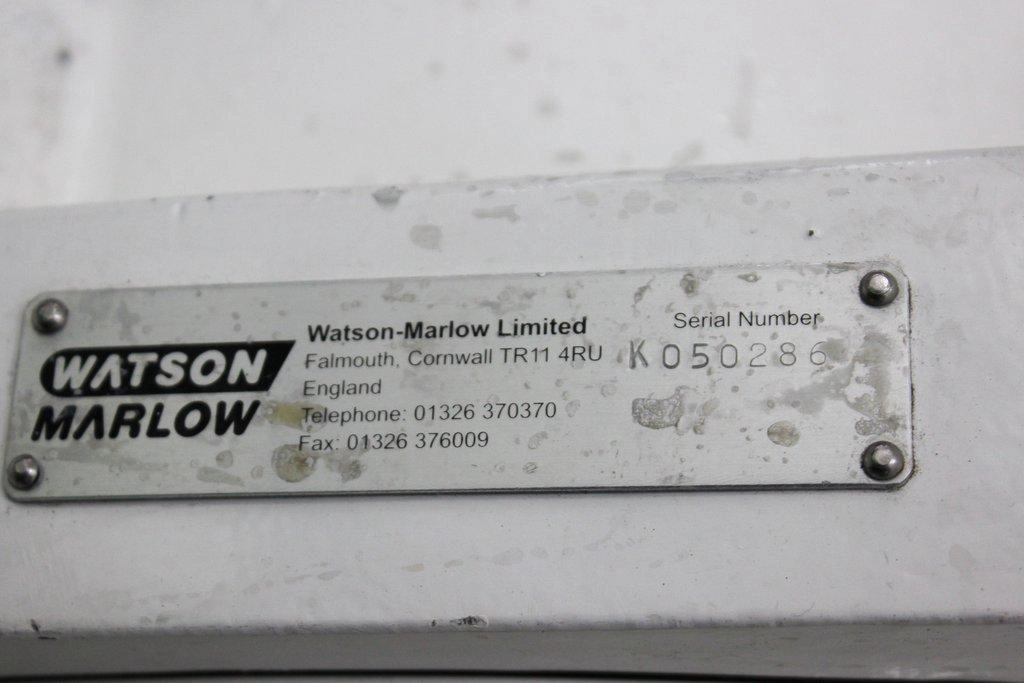 WATSON
MARLOW
Watson-Marlow Limited
Falmouth, Cornwall TR11 4RU
England
Telephone: 01326 370370
Fax: 01326 376009
Serial Number
K050286